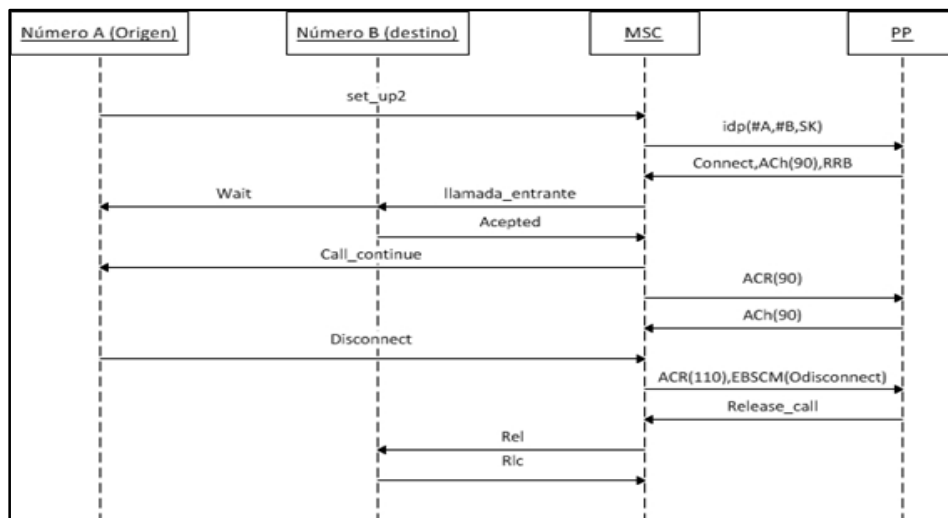 Número A (Origen)
Número B (destino)
MSC
PP
set_up2
idp(#A,#B,SK)
Connect,ACh(90),RRB
Wait
llamada_entrante
Acepted
Call_continue
ACR(90)
ACh(90)
Disconnect
ACR(110),EBSCM(Odisconnect)
Release_call
Rel
Rlc